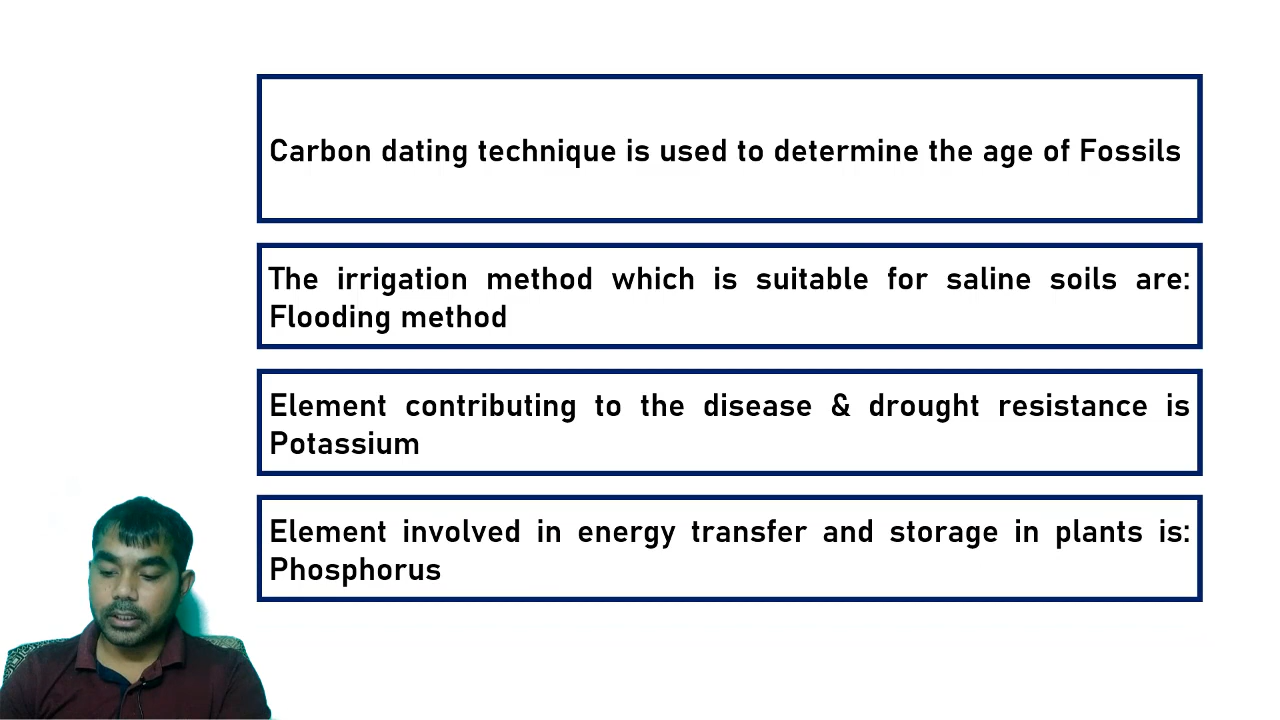 Carbon dating technique is used to determine the age of Fossils
The irrigation method which is suitable for saline soils are:
Flooding method
Element contributing to the disease & drought resistance is
Potassium
Element involved in energy transfer and storage in plants is:
Phosphorus